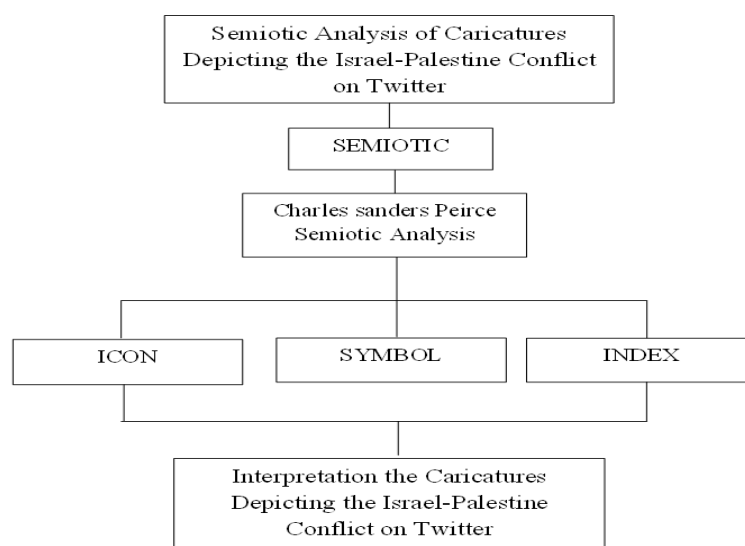 Semiotic Analysis of Caricatures
Depicting the Israel-Palestine Conflict
on Twitter
SEMIOTIC
Charles sanders Peirce
Semiotic Analysis
ICON
SYMBOL
INDEX
Interpretation the Caricatures
Depicting the Israel-Palestine
Conflict on Twitter